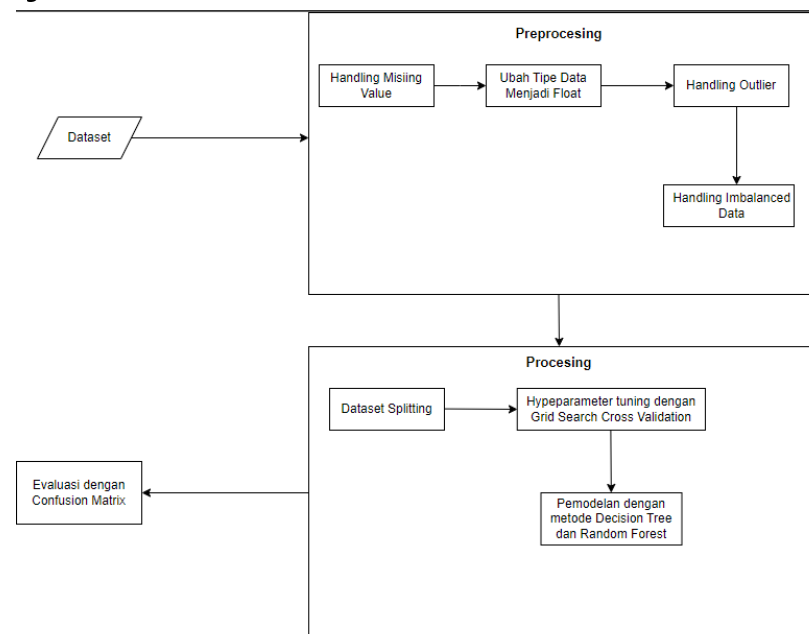 Preprocesing
Handling Misiing
Value
Ubah Tipe Data
Menjadi Float
Handling Outlier
Dataset
Handling Imbalanced
Data
Procesing
Dataset Splitting
Hypeparameter tuning dengan
Grid Search Cross Validation
Evaluasi dengan
Confusion Matrix
Pemodelan dengan
metode Decision Tree
dan Random Forest